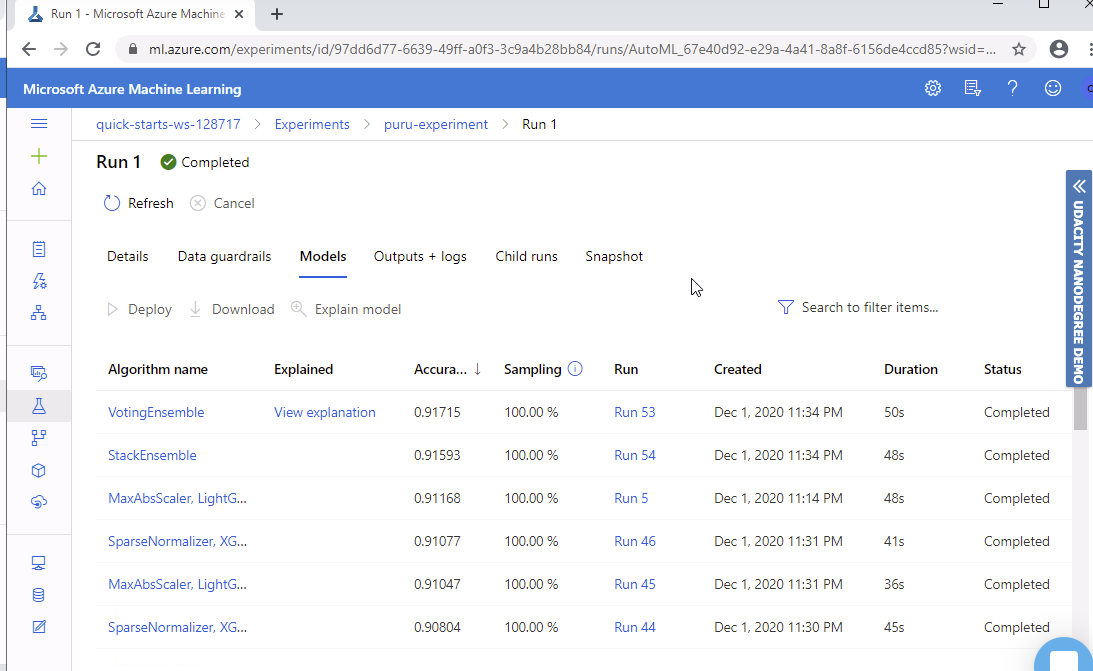 Run 1 - Microsoft Azure Machine
ml.azure.com/experiments/id/97dd6d77-6639-49ff-a0f3-3c9a4b28bb84/runs/AutoML_67e40d92-e29a-4a41-8a8f-6156de4ccd85?wsid=...
Microsoft Azure Machine Learning
quick-starts-ws-128717 > Experiments > puru-experiment > Run 1
Run 1 Completed
Refresh Cancel
Details Data guardrails Models Outputs + logs Child runs Snapshot
Deploy Download Explain model Search to filter items...
Algorithm name Explained Accura... ↓ Sampling Run Created Duration Status
VotingEnsemble View explanation 0.91715 100.00 % Run 53 Dec 1, 2020 11:34 PM 50s Completed
StackEnsemble 0.91593 100.00 % Run 54 Dec 1, 2020 11:34 PM 48s Completed
MaxAbsScaler, LightG... 0.91168 100.00 % Run 5 Dec 1, 2020 11:14 PM 48s Completed
SparseNormalizer, XG... 0.91077 100.00 % Run 46 Dec 1, 2020 11:31 PM 41s Completed
MaxAbsScaler, LightG... 0.91047 100.00 % Run 45 Dec 1, 2020 11:31 PM 36s Completed
SparseNormalizer, XG... 0.90804 100.00 % Run 44 Dec 1, 2020 11:30 PM 45s Completed
UDACITY NANODEGREE DEMO